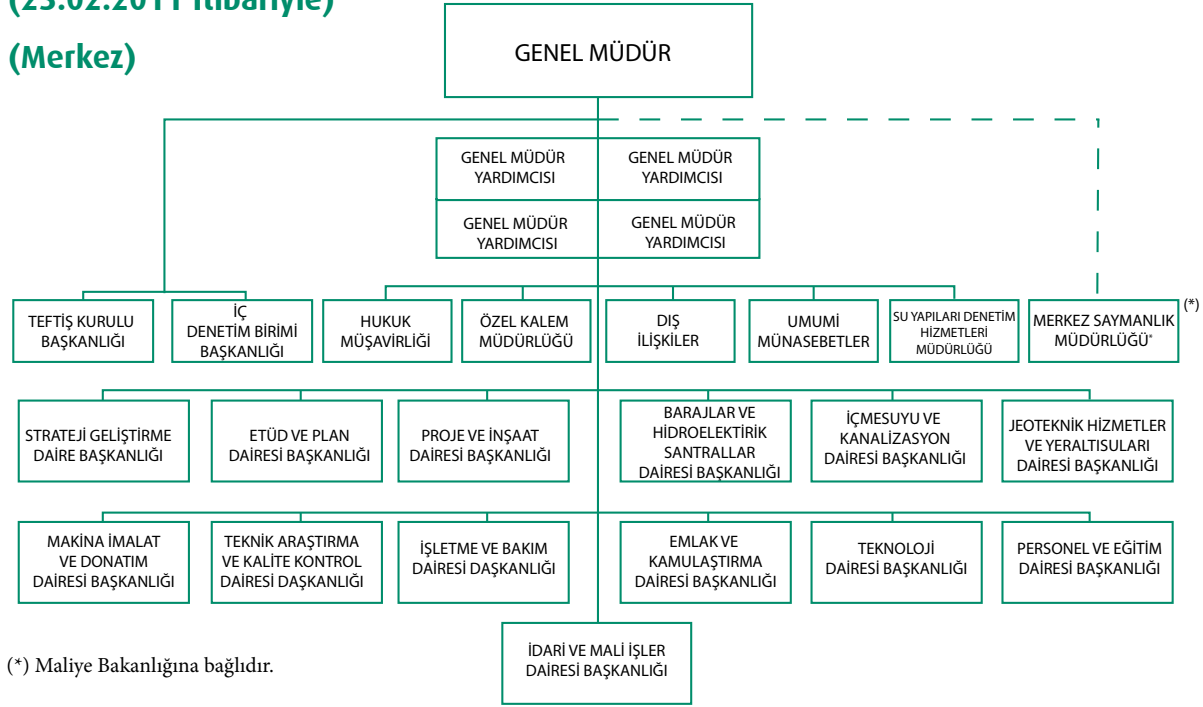 (23.02.2011 İtibariyle)
(Merkez)
GENEL MÜDÜR
GENEL MÜDÜR
YARDIMCISI
GENEL MÜDÜR
YARDIMCISI
GENEL MÜDÜR
YARDIMCISI
GENEL MÜDÜR
YARDIMCISI
TEFTİŞ KURULU
BAŞKANLIĞI
İÇ
DENETİM BİRİMİ
BAŞKANLIĞI
HUKUK
MÜŞAVİRLİĞİ
ÖZEL KALEM
MÜDÜRLÜĞÜ
DIŞ
İLİŞKİLER
UMUMİ
MÜNASEBETLER
SU YAPILARI DENETİM
HİZMETLERİ
MÜDÜRLÜĞÜ
MERKEZ SAYMANLIK
MÜDÜRLÜĞÜ*
(*)
STRATEJİ GELİŞTİRME
DAİRE BAŞKANLIĞI
ETÜD VE PLAN
DAİRESİ BAŞKANLIĞI
PROJE VE İNŞAAT
DAİRESİ BAŞKANLIĞI
BARAJLAR VE
HİDROELEKTİRİK
SANTRALLAR
DAİRESİ BAŞKANLIĞI
İÇMESUYU VE
KANALİZASYON
DAİRESİ BAŞKANLIĞI
JEOTEKNİK HİZMETLER
VE YERALTISULARI
DAİRESİ BAŞKANLIĞI
MAKİNA İMALAT
VE DONATIM
DAİRESİ BAŞKANLIĞI
TEKNİK ARAŞTIRMA
VE KALİTE KONTROL
DAİRESİ DAŞKANLIĞI
İŞLETME VE BAKIM
DAİRESİ DAŞKANLIĞI
EMLAK VE
KAMULAŞTIRMA
DAİRESİ BAŞKANLIĞI
TEKNOLOJİ
DAİRESİ BAŞKANLIĞI
PERSONEL VE EĞİTİM
DAİRESİ BAŞKANLIĞI
İDARİ VE MALİ İŞLER
DAİRESİ BAŞKANLIĞI
(*) Maliye Bakanlığına bağlıdır.